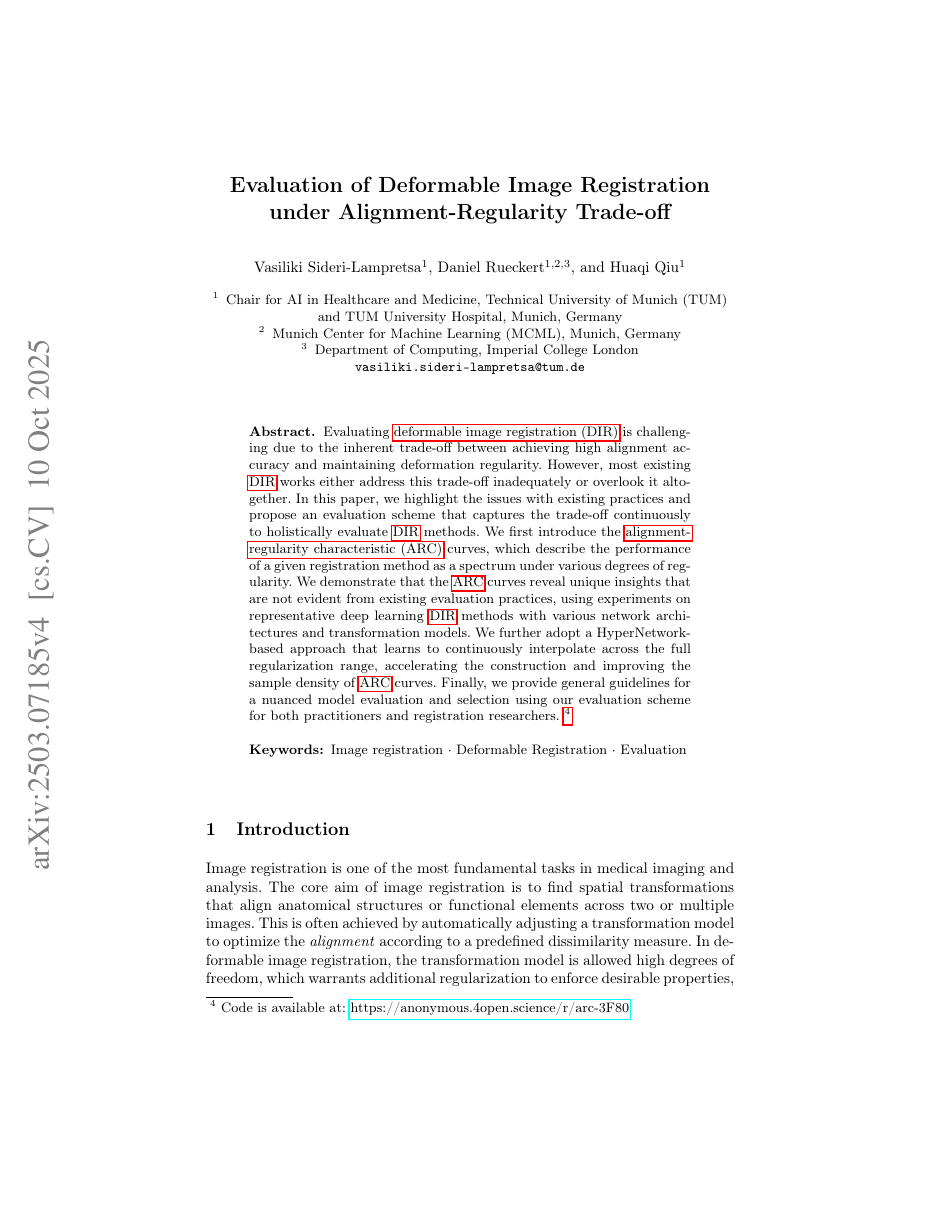 Evaluation of Deformable Image Registration
under Alignment-Regularity Trade-off
Vasiliki Sideri-Lampretsa1, Daniel Rueckert1,2,3, and Huaqi Qiu1
1 Chair for AI in Healthcare and Medicine, Technical University of Munich (TUM)
and TUM University Hospital, Munich, Germany
2 Munich Center for Machine Learning (MCML), Munich, Germany
3 Department of Computing, Imperial College London
vasiliki.sideri-lampretsa@tum.de
Abstract. Evaluating deformable image registration (DIR) is challeng-
ing due to the inherent trade-off between achieving high alignment ac-
curacy and maintaining deformation regularity. However, most existing
DIR works either address this trade-off inadequately or overlook it alto-
gether. In this paper, we highlight the issues with existing practices and
propose an evaluation scheme that captures the trade-off continuously
to holistically evaluate DIR methods. We first introduce the alignment-
regularity characteristic (ARC) curves, which describe the performance
of a given registration method as a spectrum under various degrees of reg-
ularity. We demonstrate that the ARC curves reveal unique insights that
are not evident from existing evaluation practices, using experiments on
representative deep learning DIR methods with various network archi-
tectures and transformation models. We further adopt a HyperNetwork-
based approach that learns to continuously interpolate across the full
regularization range, accelerating the construction and improving the
sample density of ARC curves. Finally, we provide general guidelines for
a nuanced model evaluation and selection using our evaluation scheme
for both practitioners and registration researchers. 4
Keywords: Image registration · Deformable Registration · Evaluation
1 Introduction
Image registration is one of the most fundamental tasks in medical imaging and
analysis. The core aim of image registration is to find spatial transformations
that align anatomical structures or functional elements across two or multiple
images. This is often achieved by automatically adjusting a transformation model
to optimize the alignment according to a predefined dissimilarity measure. In de-
formable image registration, the transformation model is allowed high degrees of
freedom, which warrants additional regularization to enforce desirable properties,
4 Code is available at: https://anonymous.4open.science/r/arc-3F80
arXiv:2503.07185v4 [cs.CV] 10 Oct 2025